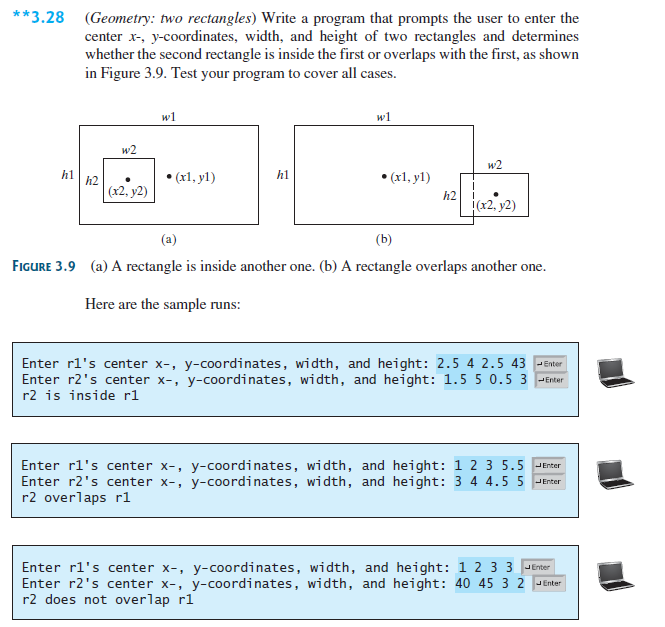 **3.28 (Geometry: two rectangles) Write a program that prompts the user to enter the
center x-, y-coordinates, width, and height of two rectangles and determines
whether the second rectangle is inside the first or overlaps with the first, as shown
in Figure 3.9. Test your program to cover all cases.
w1
w2
h1 h2
(x2, y2)
(x1, y1)
(a)
w1
h1
(x1, y1)
w2
h2
(x2, y2)
(b)
FIGURE 3.9 (a) A rectangle is inside another one. (b) A rectangle overlaps another one.
Here are the sample runs:
Enter r1's center x-, y-coordinates, width, and height: 2.5 4 2.5 43 ↵Enter
Enter r2's center x-, y-coordinates, width, and height: 1.5 5 0.5 3 ↵Enter
r2 is inside r1
Enter r1's center x-, y-coordinates, width, and height: 1 2 3 5.5 ↵Enter
Enter r2's center x-, y-coordinates, width, and height: 3 4 4.5 5 ↵Enter
r2 overlaps r1
Enter r1's center x-, y-coordinates, width, and height: 1 2 3 3 ↵Enter
Enter r2's center x-, y-coordinates, width, and height: 40 45 3 2 ↵Enter
r2 does not overlap r1